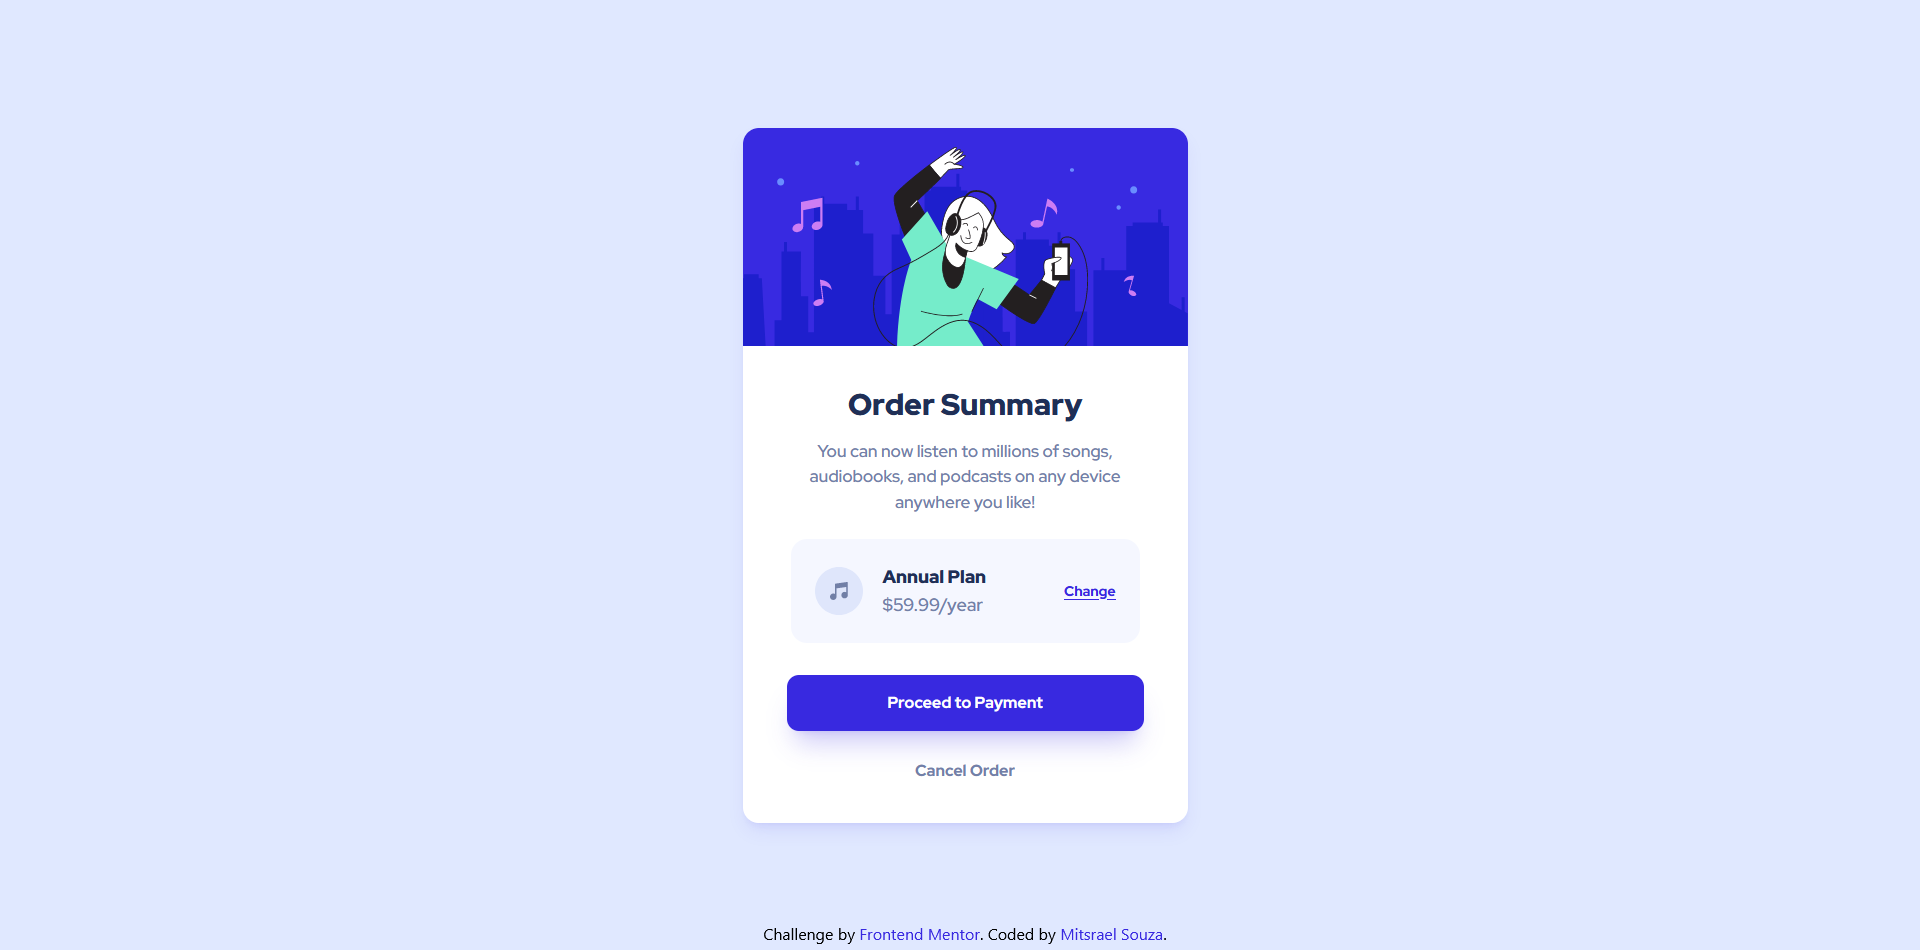 Order Summary
You can now listen to millions of songs,
audiobooks, and podcasts on any device
anywhere you like!
Annual Plan
$59.99/year
Change
Proceed to Payment
Cancel Order
Challenge by Frontend Mentor. Coded by Mitsrael Souza.